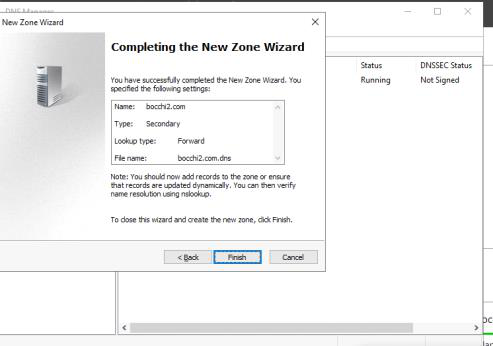 DNS Manager
New Zone Wizard
Completing the New Zone Wizard
You have successfully completed the New Zone Wizard. You
specified the following settings:
Name: bocchi2.com
Type: Secondary
Lookup type: Forward
File name: bocchi2.com.dns
Note: You should now add records to the zone or ensure
that records are updated dynamically. You can then verify
name resolution using nslookup.
To close this wizard and create the new zone, click Finish.
< Back Finish Cancel
Status DNSSEC Status
Running Not Signed